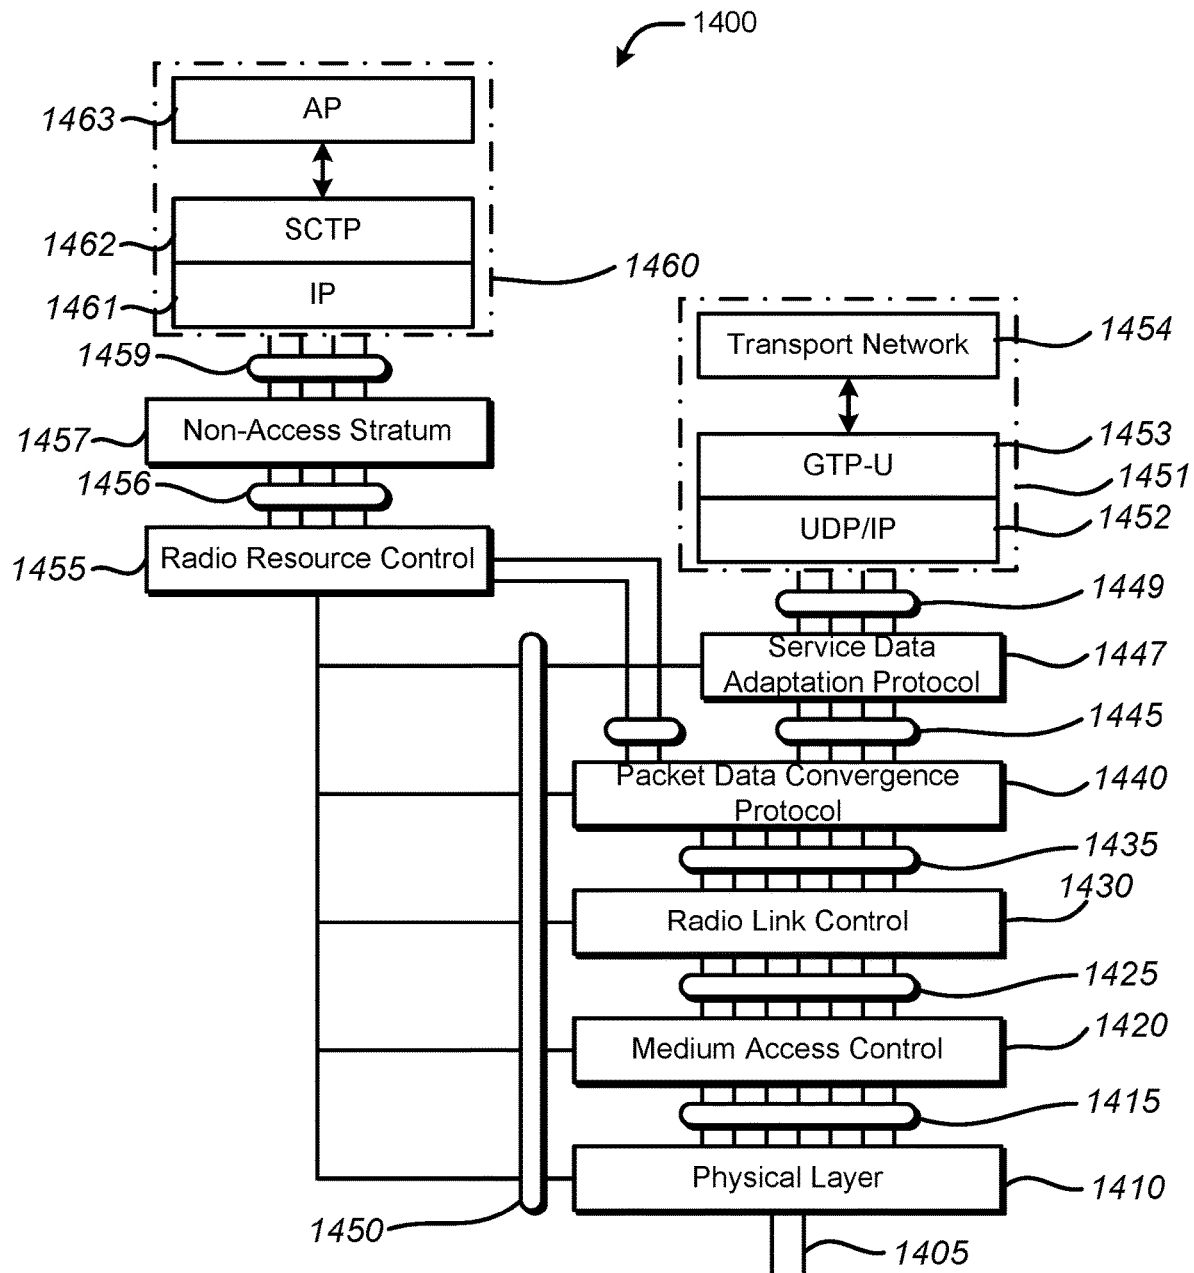 1400
AP
1463
SCTP
1462
IP
1461
1460
1459
Transport Network
1454
Non-Access Stratum
1457
GTP-U
1453
1451
1456
UDP/IP
1452
Radio Resource Control
1455
1449
Service Data
Adaptation Protocol
1447
1445
Packet Data Convergence
Protocol
1440
1435
1430
Radio Link Control
1425
Medium Access Control
1420
1415
Physical Layer
1410
1450
1405